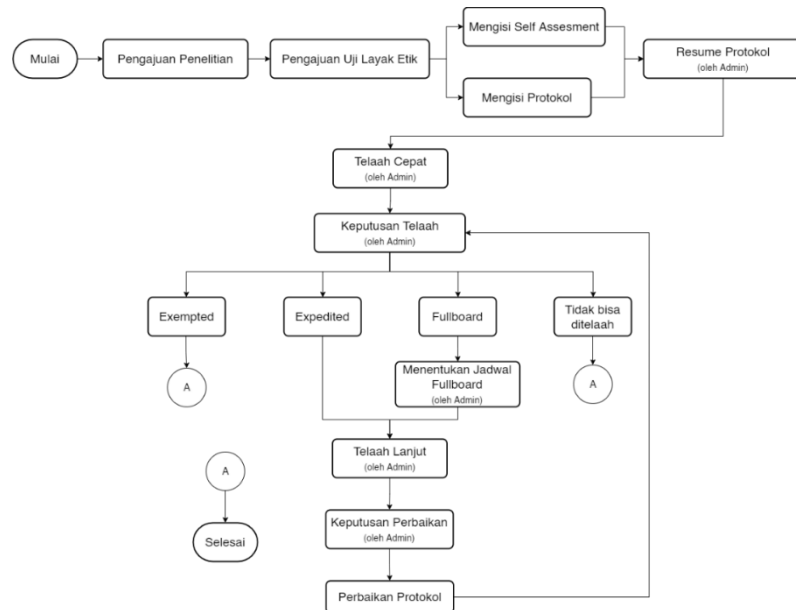 Mulai
Pengajuan Penelitian
Pengajuan Uji Layak Etik
Mengisi Self Assesment
Mengisi Protokol
Resume Protokol
(oleh Admin)
Telaah Cepat
(oleh Admin)
Keputusan Telaah
(oleh Admin)
Exempted
Expedited
Fullboard
Tidak bisa
ditelaah
A
Menentukan Jadwal
Fullboard
(oleh Admin)
A
Telaah Lanjut
(oleh Admin)
A
Keputusan Perbaikan
(oleh Admin)
Selesai
Perbaikan Protokol